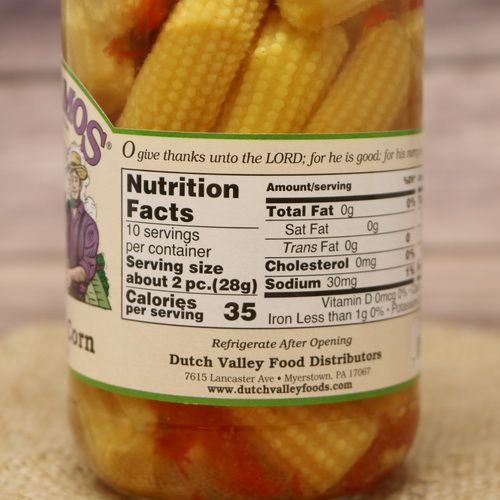 MOS®
Corn
O give thanks unto the LORD; for he is good: for his mercy
Nutrition
Facts
10 servings
per container
Serving size
about 2 pc.(28g)
Calories 35
per serving
Amount/serving
Total Fat 0g 0%
Sat Fat 0g
Trans Fat 0g 0
Cholesterol 0mg 0%
Sodium 30mg 1%
Vitamin D 0mcg 0%
Iron Less than 1g 0% •
Refrigerate After Opening
Dutch Valley Food Distributors
7615 Lancaster Ave • Myerstown, PA 17067
www.dutchvalleyfoods.com